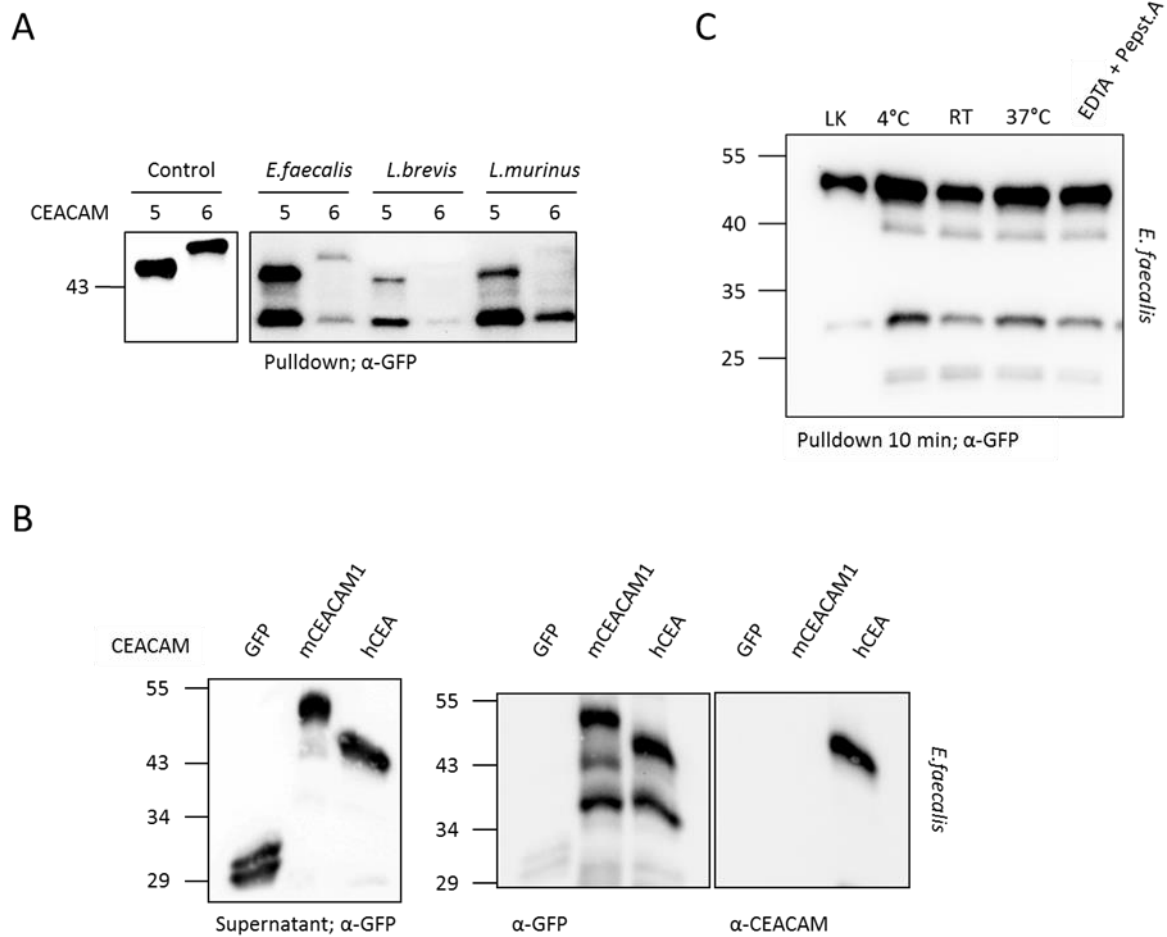 A
Control E.faecalis L.brevis L.murinus
CEACAM 5 6 5 6 5 6 5 6
43
Pulldown; α-GFP
C
LK 4°C RT 37°C EDTA + Pepst.A
55
40
35
25
E. faecalis
Pulldown 10 min; α-GFP
B
CEACAM GFP mCEACAM1 hCEA GFP mCEACAM1 hCEA GFP mCEACAM1 hCEA
55
43
34
29
Supernatant; α-GFP
55
43
34
29
α-GFP
α-CEACAM
E.faecalis